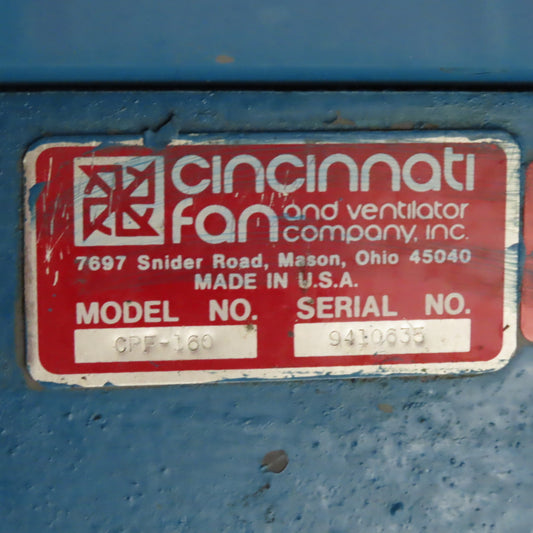 cincinnati
fan and ventilator
company, inc.
7697 Snider Road, Mason, Ohio 45040
MADE IN U.S.A.
MODEL NO. SERIAL NO.
CPF-160 9410635